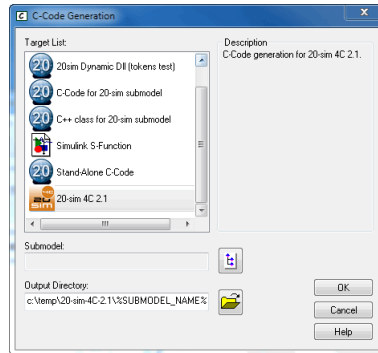 C-Code Generation
Target List:
20sim Dynamic Dll (tokens test)
C-Code for 20-sim submodel
C++ class for 20-sim submodel
Simulink S-Function
Stand-Alone C-Code
20-sim 4C 2.1
Submodel:
Output Directory:
c:\temp\20-sim-4C-2.1\%SUBMODEL_NAME%
Description
C-Code generation for 20-sim 4C 2.1.
OK
Cancel
Help